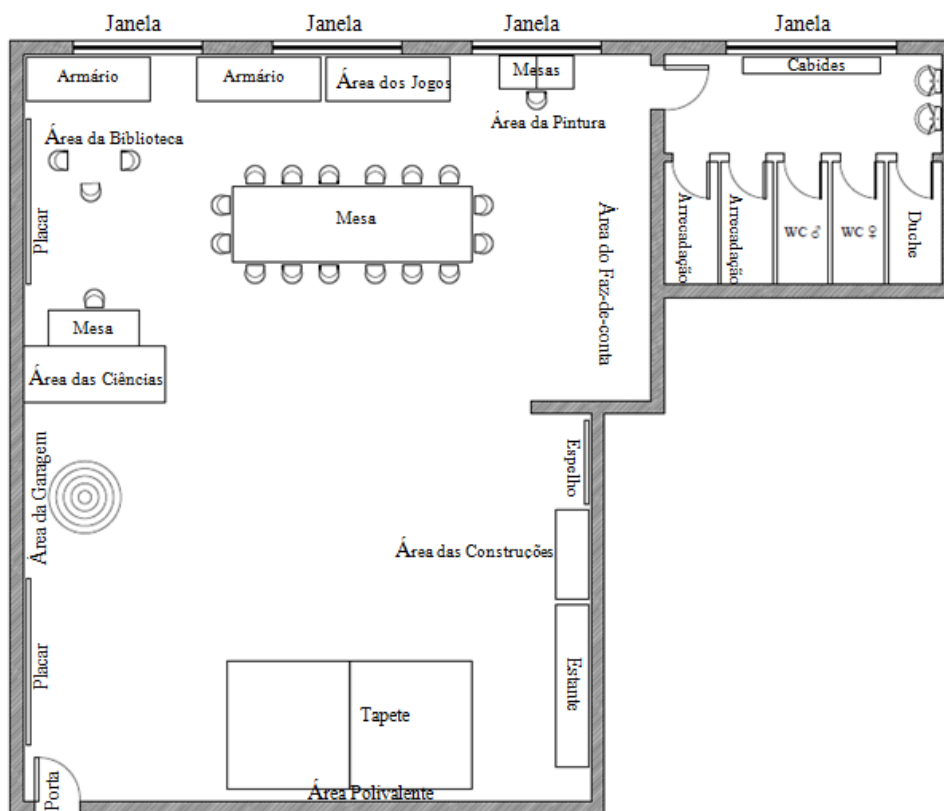 Janela
Janela
Janela
Janela
Armário
Armário
Área dos Jogos
Mesas
Cabides
Área da Pintura
Área da Biblioteca
Placar
Mesa
Área do Faz-de-conta
Arrecadação
Arrecadação
WC ♂
WC ♀
Duche
Mesa
Área das Ciências
Área da Garagem
Espelho
Área das Construções
Placar
Estante
Tapete
Porta
Área Polivalente